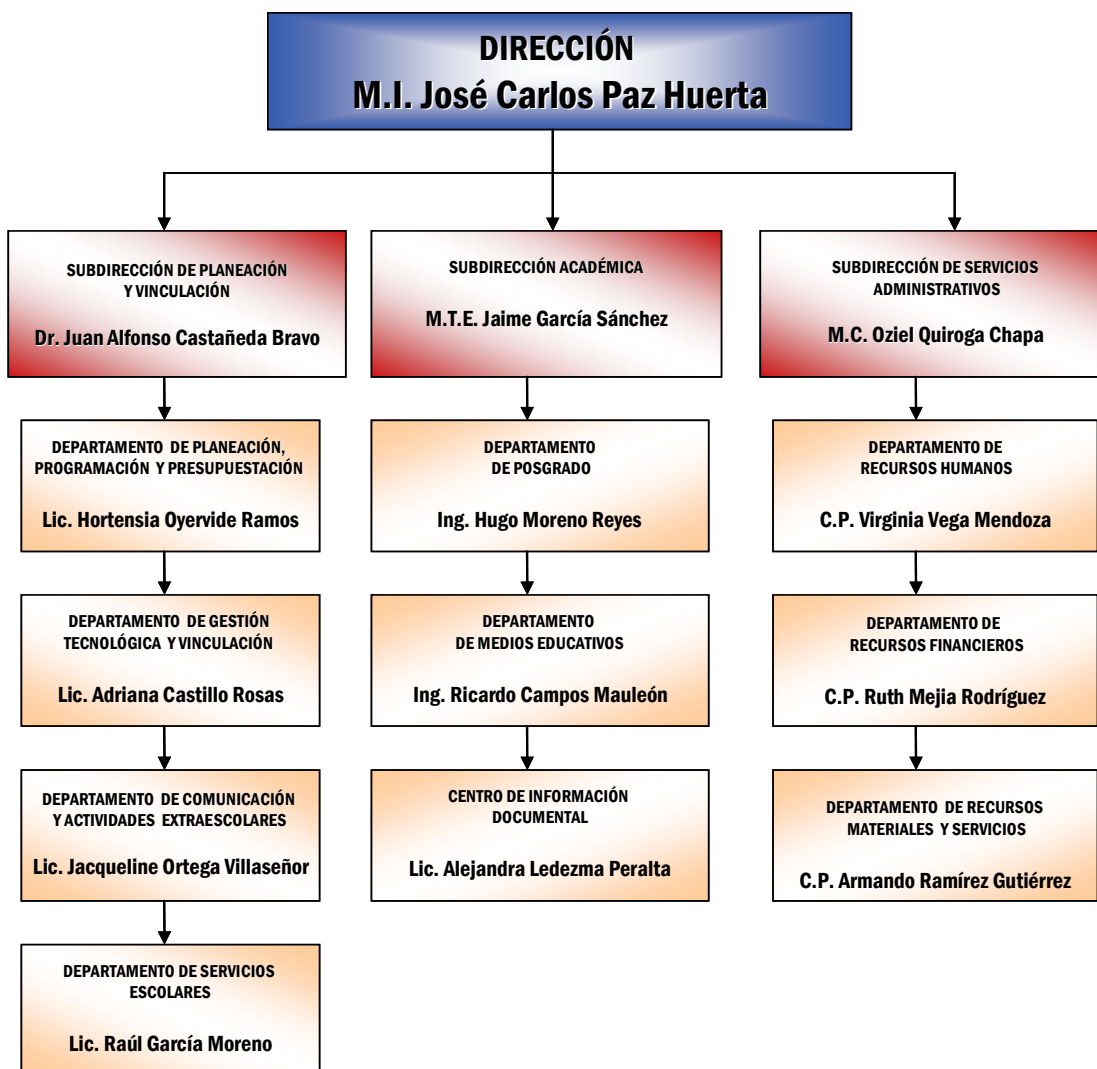 DIRECCIÓN
M.I. José Carlos Paz Huerta
SUBDIRECCIÓN DE PLANEACIÓN
Y VINCULACIÓN
Dr. Juan Alfonso Castañeda Bravo
SUBDIRECCIÓN ACADÉMICA
M.T.E. Jaime García Sánchez
SUBDIRECCIÓN DE SERVICIOS
ADMINISTRATIVOS
M.C. Oziel Quiroga Chapa
DEPARTAMENTO DE PLANEACIÓN,
PROGRAMACIÓN Y PRESUPUESTACIÓN
Lic. Hortensia Oyervide Ramos
DEPARTAMENTO
DE POSGRADO
Ing. Hugo Moreno Reyes
DEPARTAMENTO DE
RECURSOS HUMANOS
C.P. Virginia Vega Mendoza
DEPARTAMENTO DE GESTIÓN
TECNOLÓGICA Y VINCULACIÓN
Lic. Adriana Castillo Rosas
DEPARTAMENTO
DE MEDIOS EDUCATIVOS
Ing. Ricardo Campos Mauleón
DEPARTAMENTO DE
RECURSOS FINANCIEROS
C.P. Ruth Mejia Rodríguez
DEPARTAMENTO DE COMUNICACIÓN
Y ACTIVIDADES EXTRAESCOLARES
Lic. Jacqueline Ortega Villaseñor
CENTRO DE INFORMACIÓN
DOCUMENTAL
Lic. Alejandra Ledezma Peralta
DEPARTAMENTO DE RECURSOS
MATERIALES Y SERVICIOS
C.P. Armando Ramírez Gutiérrez
DEPARTAMENTO DE SERVICIOS
ESCOLARES
Lic. Raúl García Moreno